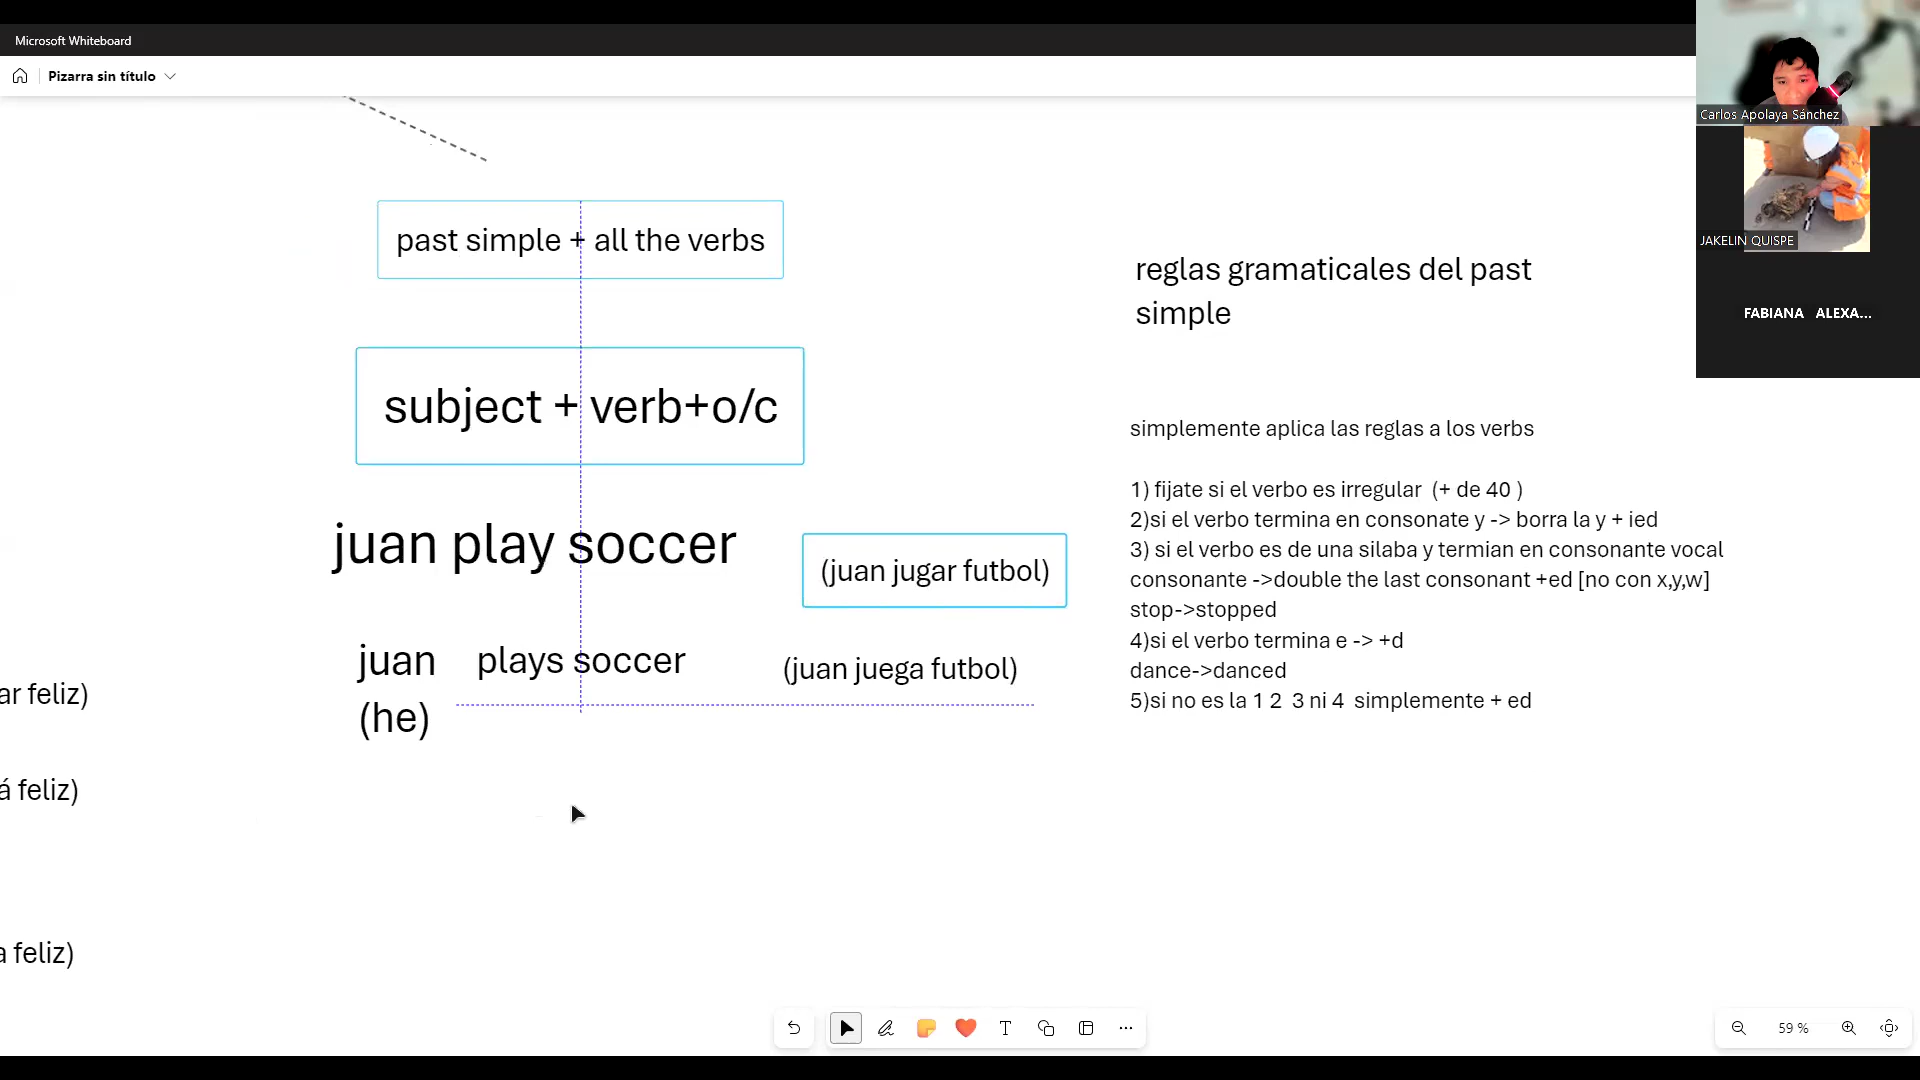 Microsoft Whiteboard
Pizarra sin título
past simple + all the verbs
subject + verb+o/c
juan play soccer
(juan jugar futbol)
juan
(he)
plays soccer
(juan juega futbol)
ar feliz)
á feliz)
a feliz)
reglas gramaticales del past
simple
simplemente aplica las reglas a los verbs
1) fijate si el verbo es irregular (+ de 40 )
2)si el verbo termina en consonate y -> borra la y + ied
3) si el verbo es de una silaba y termian en consonante vocal
consonante ->double the last consonant +ed [no con x,y,w]
stop->stopped
4)si el verbo termina e -> +d
dance->danced
5)si no es la 1 2 3 ni 4 simplemente + ed
Carlos Apolaya Sánchez
JAKELIN QUISPE
FABIANA ALEXA...
59 %